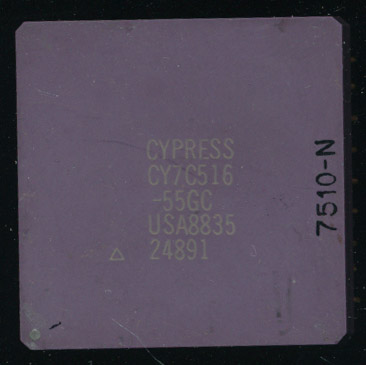 CYPRESS
CY7C516
-55GC
USA8835
△ 24891
7510-N